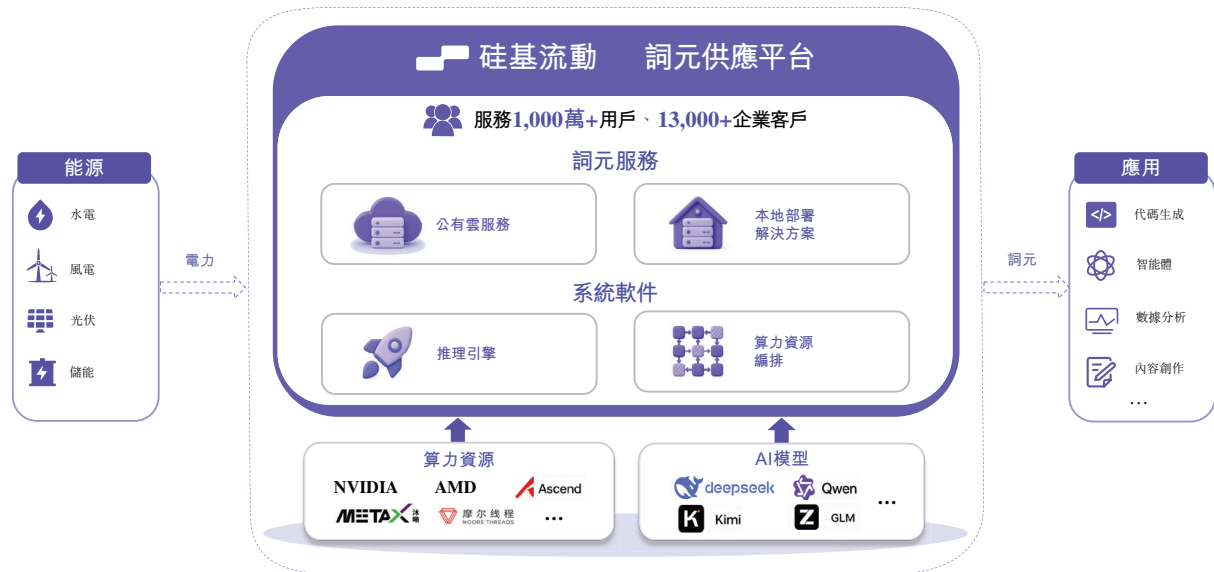 硅基流動 詞元供應平台
服務1,000萬+用戶、13,000+企業客戶
詞元服務
公有雲服務
本地部署
解決方案
系統軟件
推理引擎
算力資源
編排
能源
水電
風電
光伏
儲能
電力
詞元
應用
</>
代碼生成
智能體
數據分析
內容創作
...
算力資源
NVIDIA AMD Ascend
METAX 沐曦 摩尔线程
MOORE THREADS
...
AI模型
deepseek Qwen
...
K Kimi Z GLM